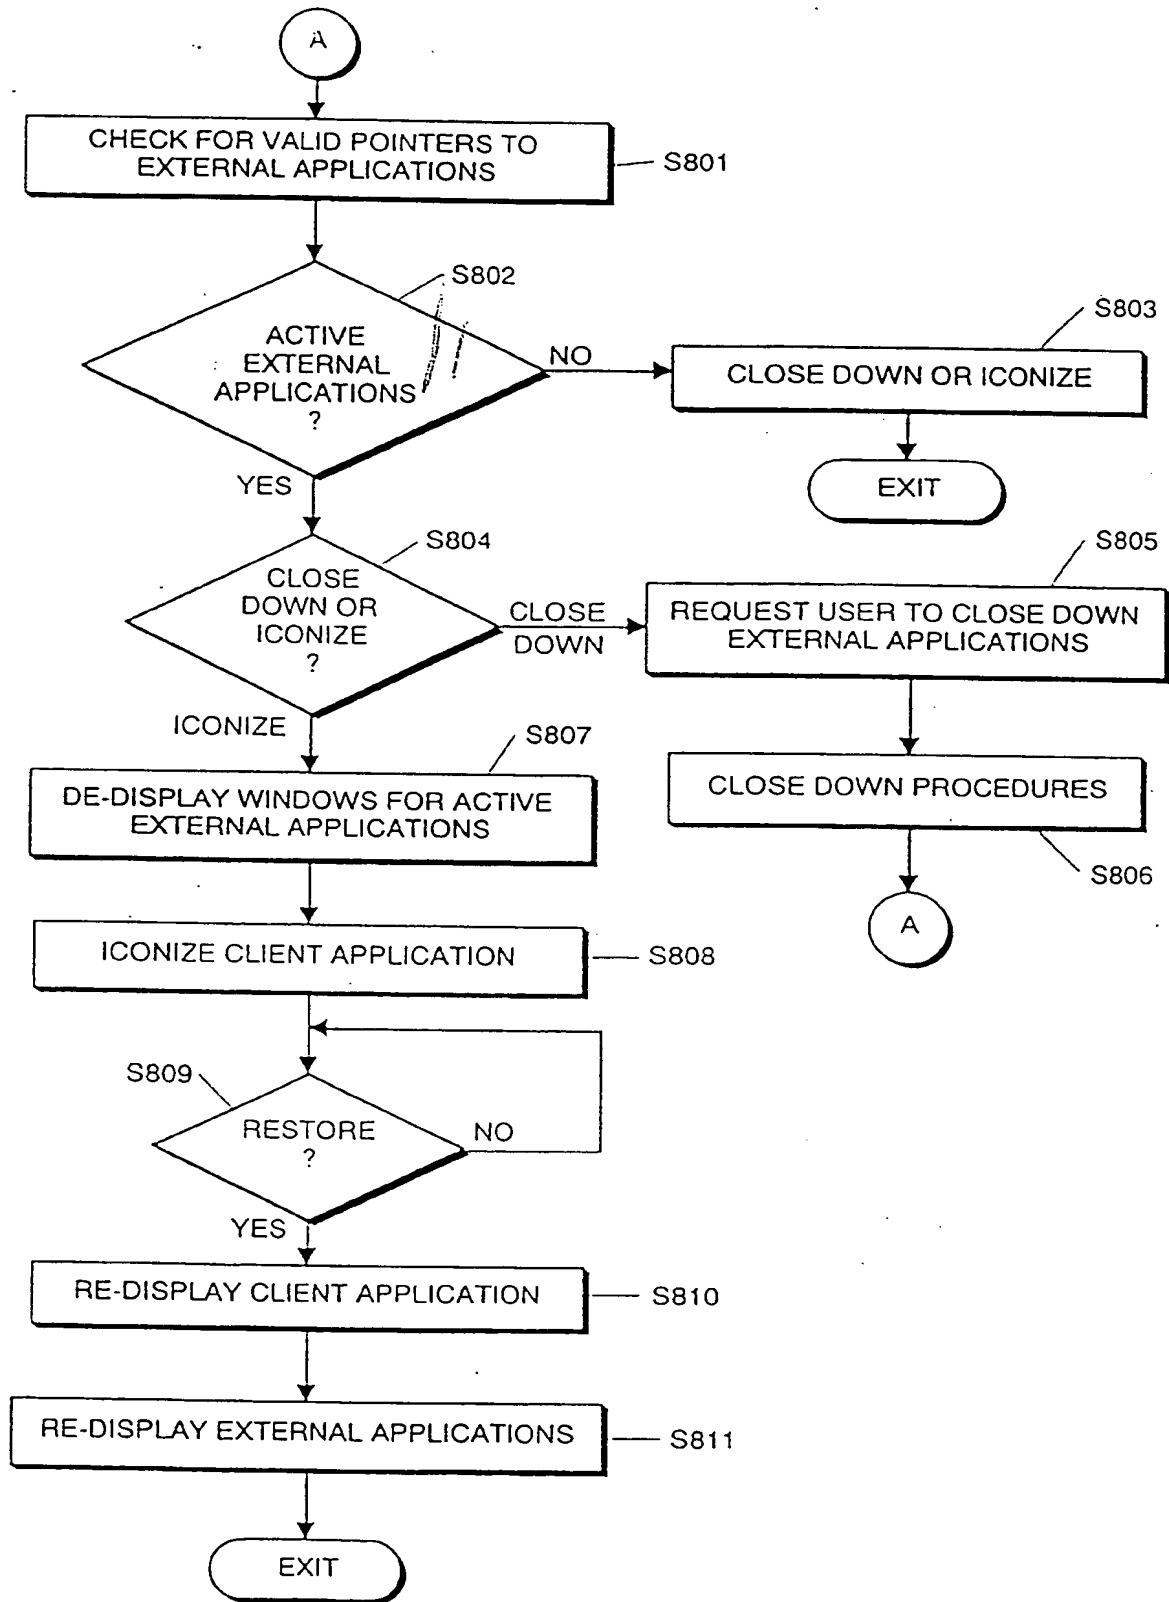 A
CHECK FOR VALID POINTERS TO
EXTERNAL APPLICATIONS
S801
S802
ACTIVE
EXTERNAL
APPLICATIONS
?
NO
YES
S803
CLOSE DOWN OR ICONIZE
EXIT
S804
CLOSE
DOWN OR
ICONIZE
?
CLOSE
DOWN
ICONIZE
S805
REQUEST USER TO CLOSE DOWN
EXTERNAL APPLICATIONS
CLOSE DOWN PROCEDURES
S806
A
S807
DE-DISPLAY WINDOWS FOR ACTIVE
EXTERNAL APPLICATIONS
ICONIZE CLIENT APPLICATION
S808
S809
RESTORE
?
NO
YES
RE-DISPLAY CLIENT APPLICATION
S810
RE-DISPLAY EXTERNAL APPLICATIONS
S811
EXIT